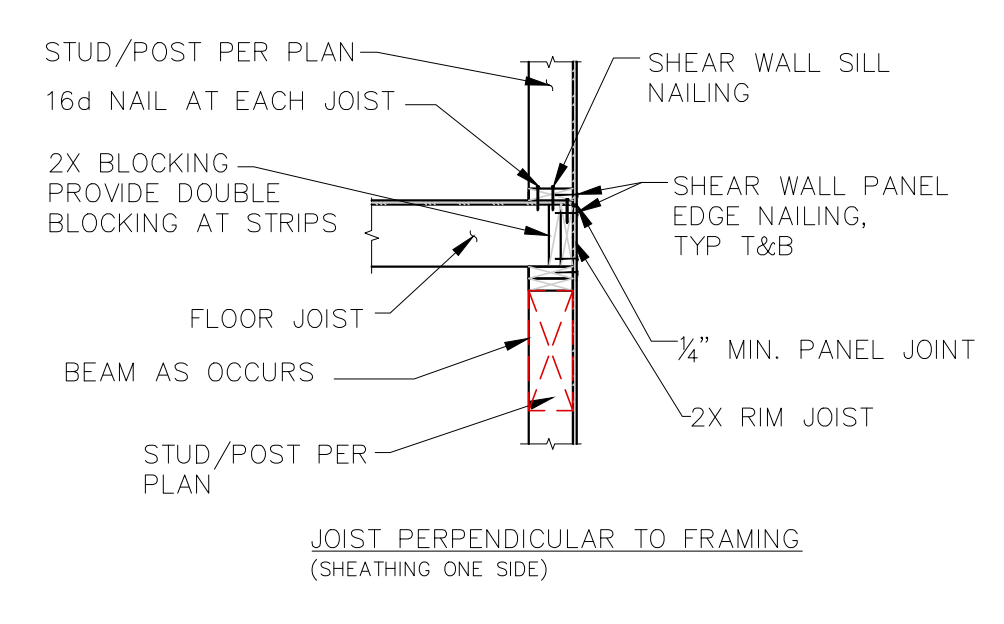 STUD/POST PER PLAN
16d NAIL AT EACH JOIST
2X BLOCKING
PROVIDE DOUBLE
BLOCKING AT STRIPS
FLOOR JOIST
BEAM AS OCCURS
STUD/POST PER
PLAN
SHEAR WALL SILL
NAILING
SHEAR WALL PANEL
EDGE NAILING,
TYP T&B
¼” MIN. PANEL JOINT
2X RIM JOIST
JOIST PERPENDICULAR TO FRAMING
(SHEATHING ONE SIDE)